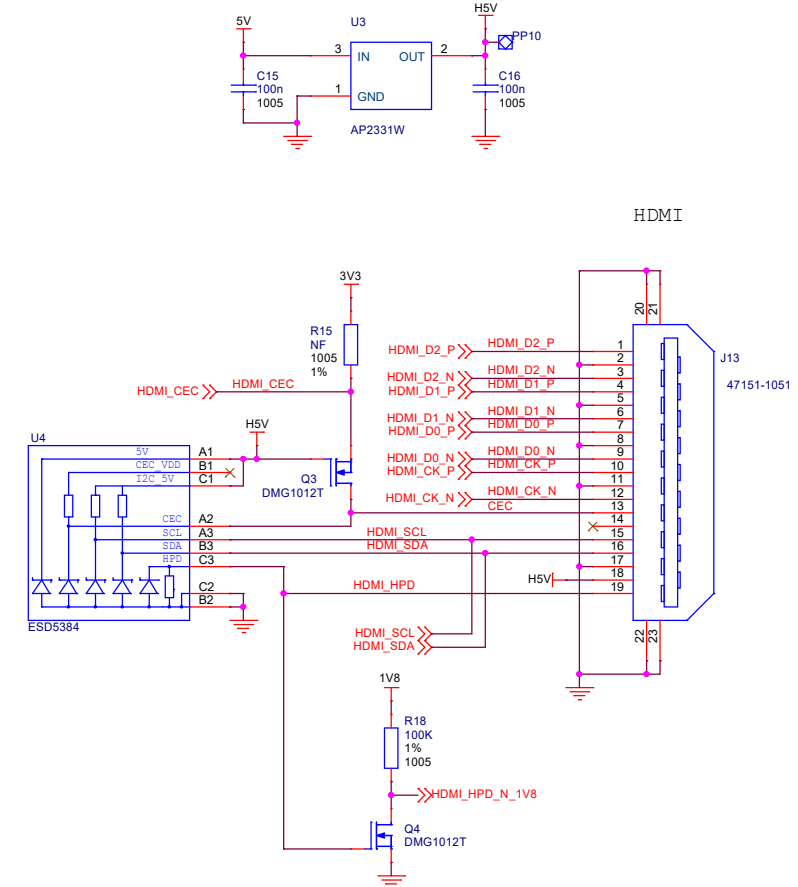 5V
U3
H5V
PP10
3
IN
OUT
2
C15
100n
1005
1
GND
C16
100n
1005
AP2331W
HDMI
3V3
R15
NF
1005
1%
20
21
HDMI_D2_P
HDMI_D2_P
1
2
HDMI_D2_N
HDMI_D2_N
3
HDMI_D1_P
HDMI_D1_P
4
5
HDMI_D1_N
HDMI_D1_N
6
HDMI_D0_P
HDMI_D0_P
7
8
HDMI_D0_N
HDMI_D0_N
9
HDMI_CK_P
HDMI_CK_P
10
11
HDMI_CK_N
HDMI_CK_N
12
CEC
13
14
15
16
17
H5V
18
19
J13
47151-1051
HDMI_CEC
HDMI_CEC
H5V
U4
5V
A1
CEC_VDD
B1
I2C_5V
C1
Q3
DMG1012T
CEC
A2
SCL
A3
HDMI_SCL
SDA
B3
HDMI_SDA
HPD
C3
C2
HDMI_HPD
B2
ESD5384
HDMI_SCL
HDMI_SDA
22
23
1V8
R18
100K
1%
1005
HDMI_HPD_N_1V8
Q4
DMG1012T